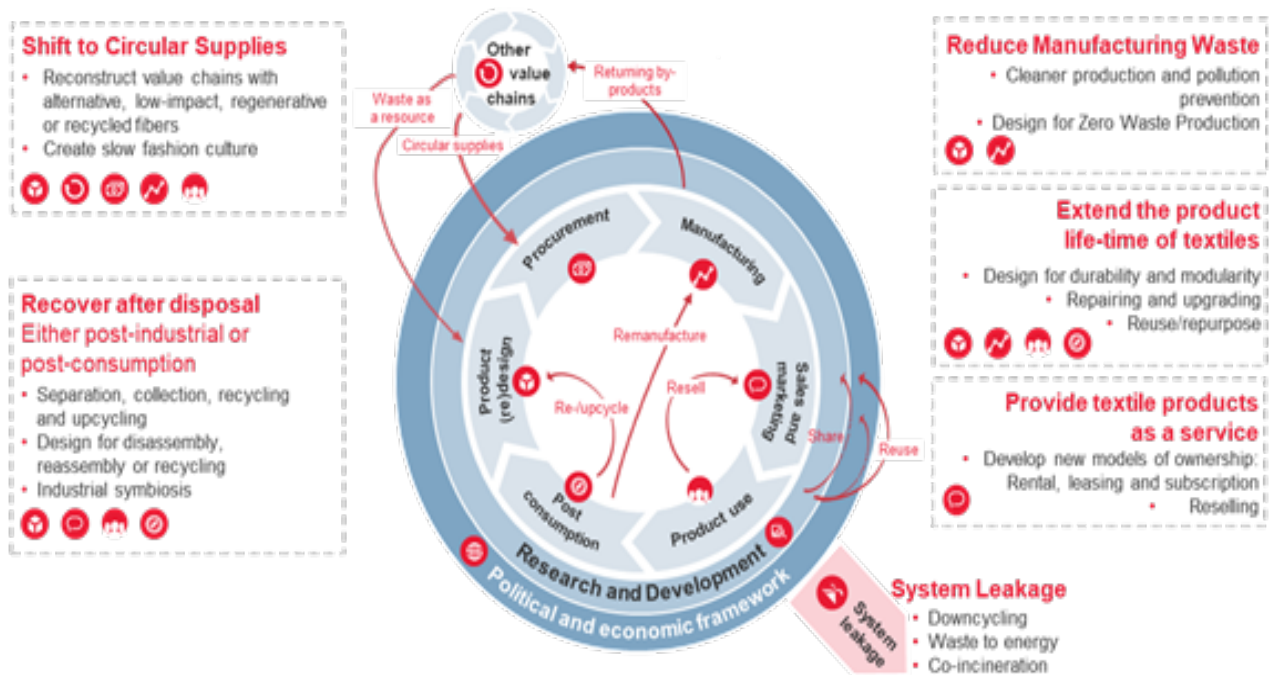 Shift to Circular Supplies
• Reconstruct value chains with
alternative, low-impact, regenerative
or recycled fibers
• Create slow fashion culture
Recover after disposal
Either post-industrial or
post-consumption
• Separation, collection, recycling
and upcycling
• Design for disassembly,
reassembly or recycling
• Industrial symbiosis
Other
value
chains
Waste as
a resource
Circular supplies
Returning by-
products
Procurement
Manufacturing
Sales and
marketing
Product use
Post
consumption
Product
(re)design
Remanufacture
Re-/upcycle
Resell
Share
Reuse
Research and Development
Political and economic framework
System
leakage
Reduce Manufacturing Waste
• Cleaner production and pollution
prevention
• Design for Zero Waste Production
Extend the product
life-time of textiles
• Design for durability and modularity
• Repairing and upgrading
• Reuse/repurpose
Provide textile products
as a service
• Develop new models of ownership:
Rental, leasing and subscription
• Reselling
System Leakage
• Downcycling
• Waste to energy
• Co-incineration